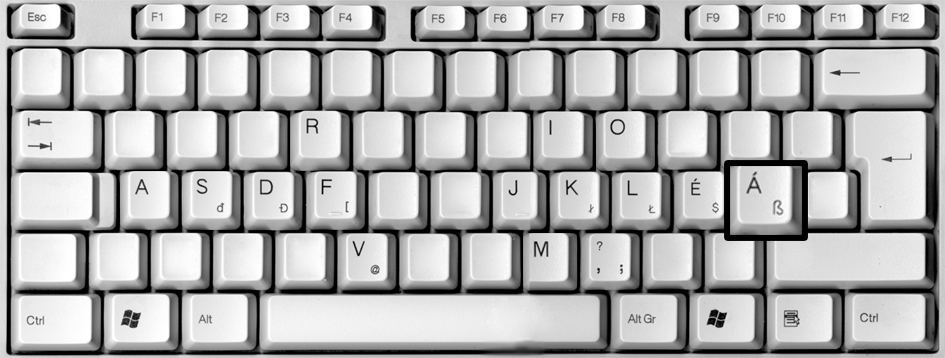 Esc F1 F2 F3 F4 F5 F6 F7 F8 F9 F10 F11 F12
R I O
A S đ D Đ F [ J K ł L Ł É $ Á ß
V @ M ? , ;
Ctrl Alt Alt Gr Ctrl